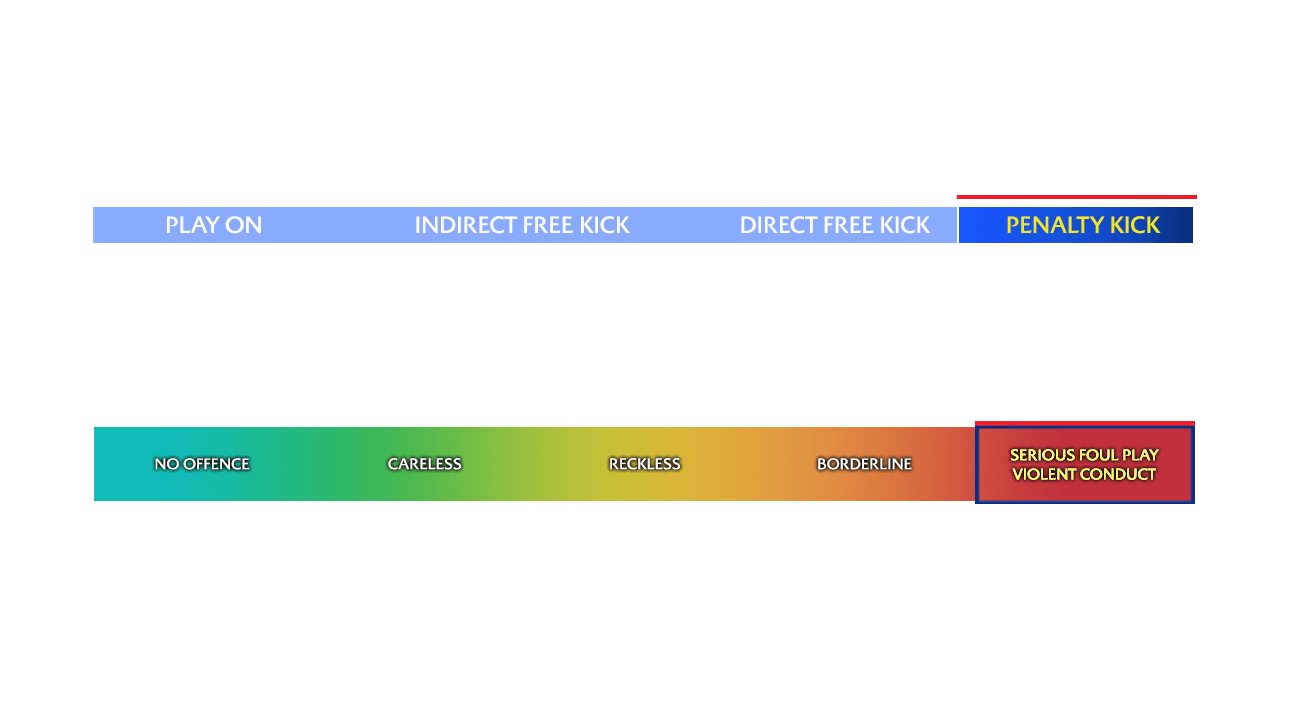 PLAY ON
INDIRECT FREE KICK
DIRECT FREE KICK
PENALTY KICK
NO OFFENCE
CARELESS
RECKLESS
BORDERLINE
SERIOUS FOUL PLAY
VIOLENT CONDUCT